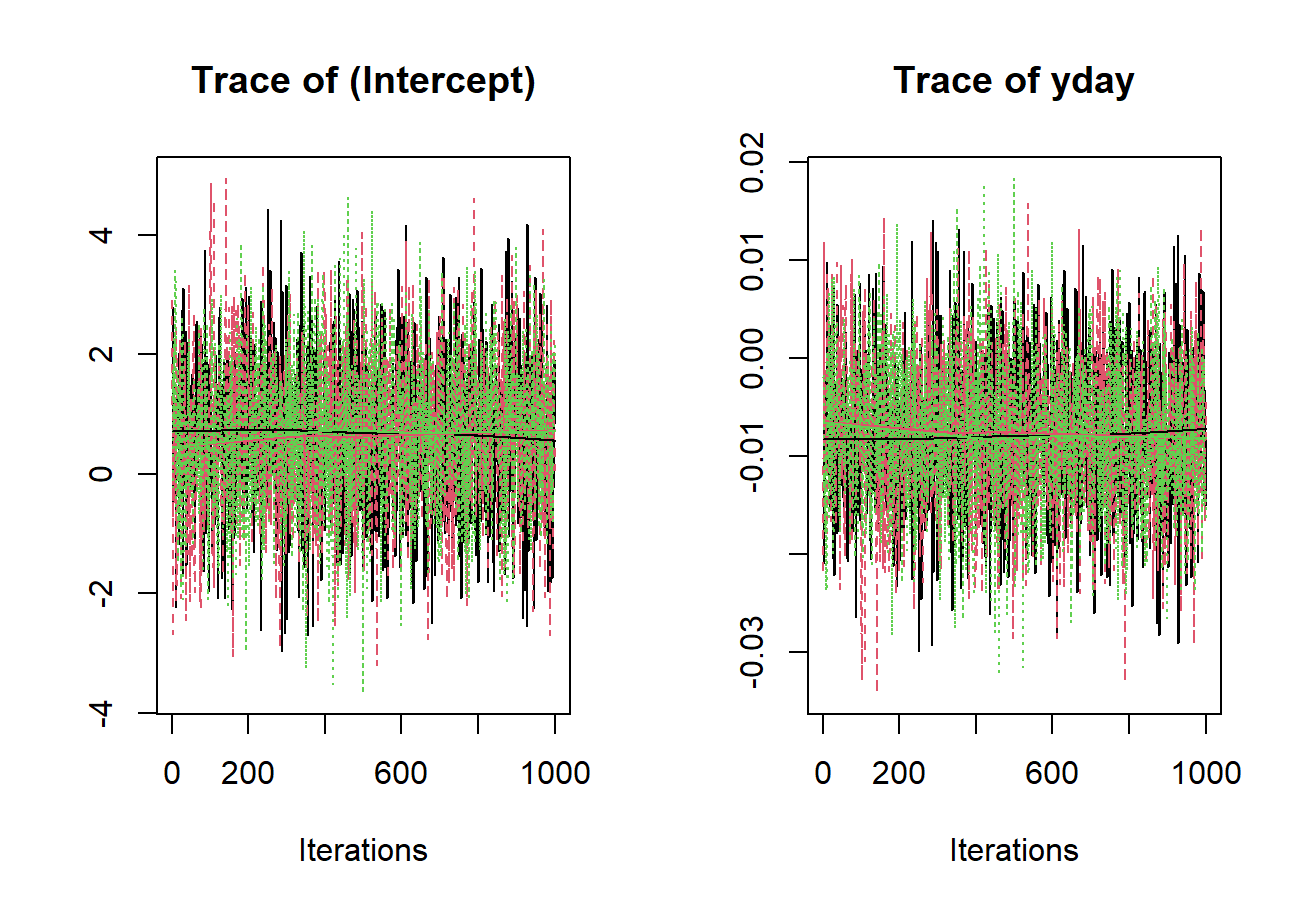 Trace of (Intercept)
4
2
0
-2
-4
0 200 600 1000
Iterations
Trace of yday
0.02
0.01
0.00
-0.01
-0.03
0 200 600 1000
Iterations